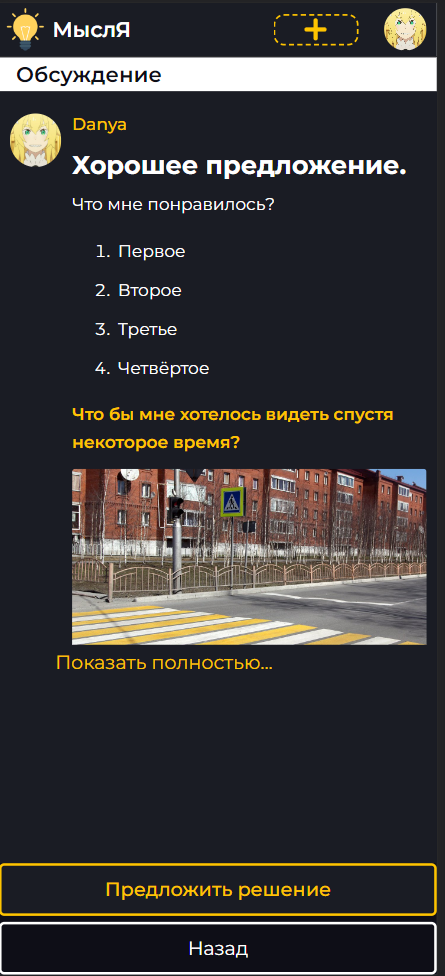 МыслЯ
Обсуждение
Danya
Хорошее предложение.
Что мне понравилось?
1. Первое
2. Второе
3. Третье
4. Четвёртое
Что бы мне хотелось видеть спустя
некоторое время?
Показать полностью...
Предложить решение
Назад